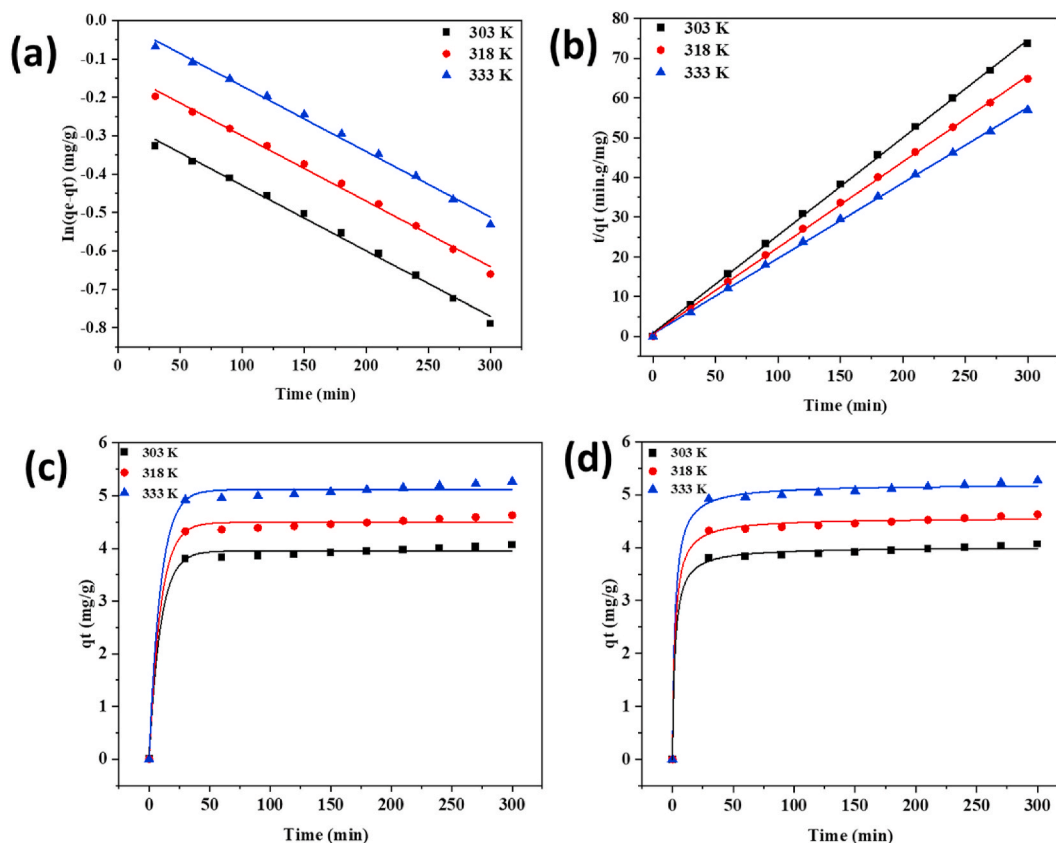 (a)
303 K
318 K
333 K
0.0
-0.1
-0.2
-0.3
-0.4
-0.5
-0.6
-0.7
-0.8
ln(qe-qt) (mg/g)
0 50 100 150 200 250 300
Time (min)
(b)
303 K
318 K
333 K
80
70
60
50
40
30
20
10
0
t/qt (min.g/mg)
0 50 100 150 200 250 300
Time (min)
(c)
303 K
318 K
333 K
6
5
4
3
2
1
0
qt (mg/g)
0 50 100 150 200 250 300
Time (min)
(d)
303 K
318 K
333 K
6
5
4
3
2
1
0
qt (mg/g)
0 50 100 150 200 250 300
Time (min)